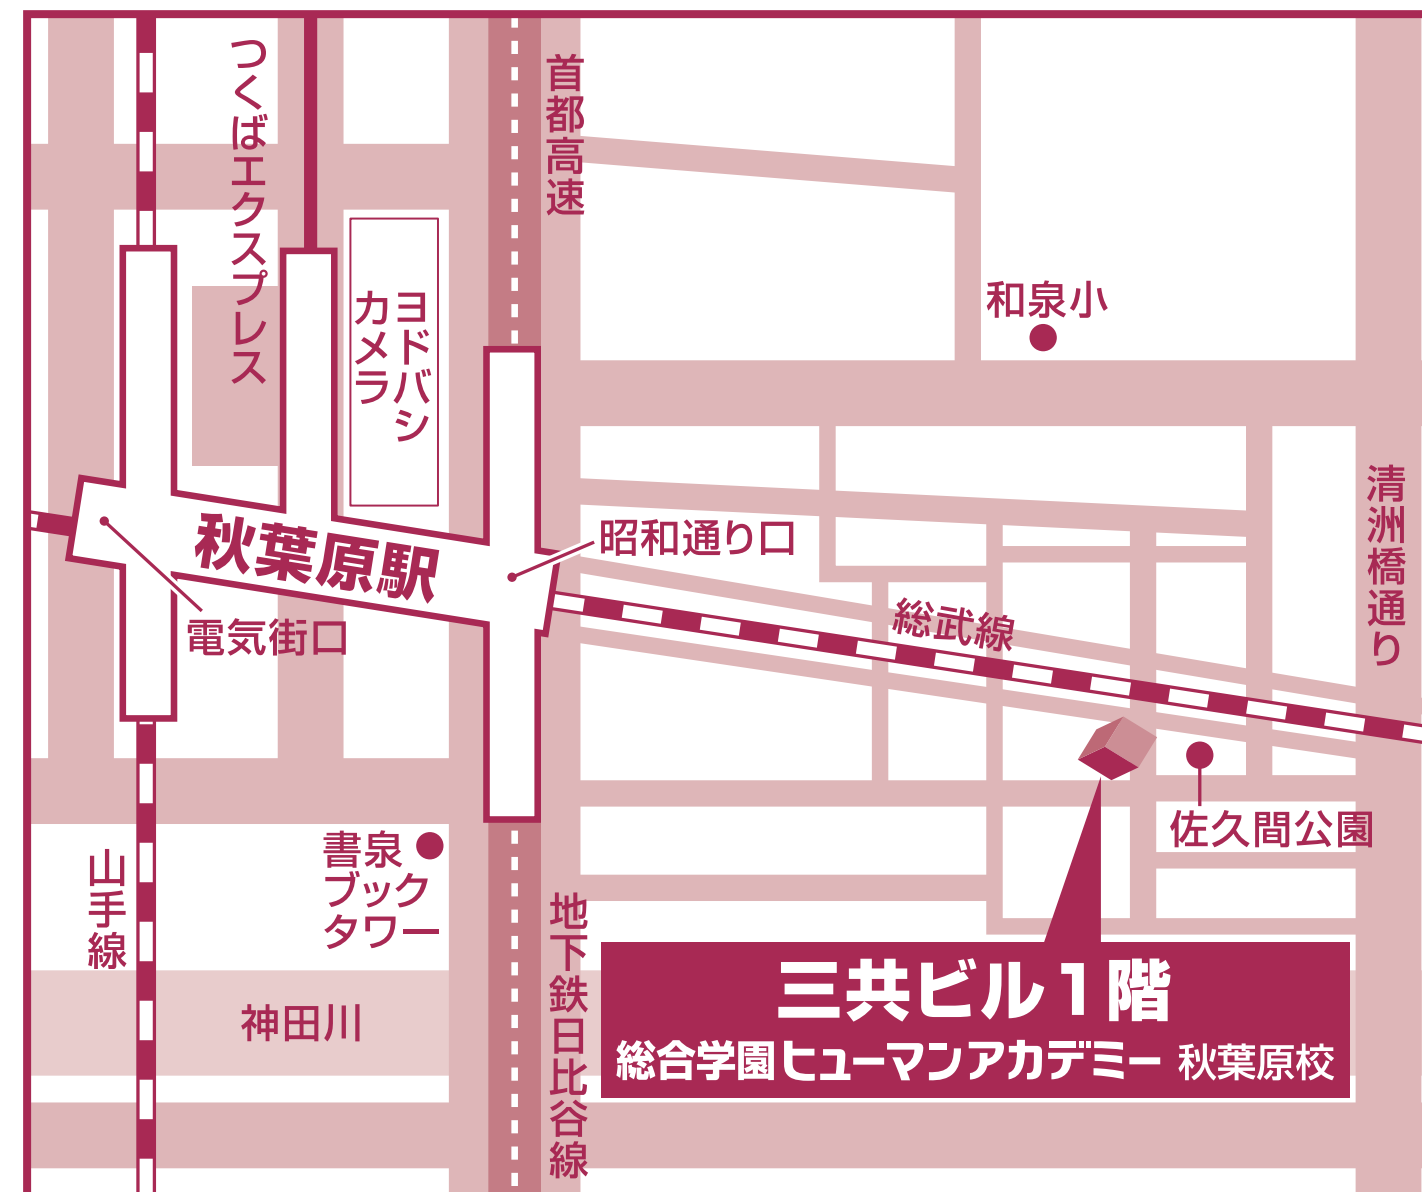 つくばエクスプレス
首都高速
ヨドバシ
カメラ
和泉小
清洲橋通り
秋葉原駅
昭和通り口
電気街口
総武線
佐久間公園
書泉
ブック
タワー
山手線
神田川
地下鉄日比谷線
三共ビル1階
総合学園ヒューマンアカデミー 秋葉原校